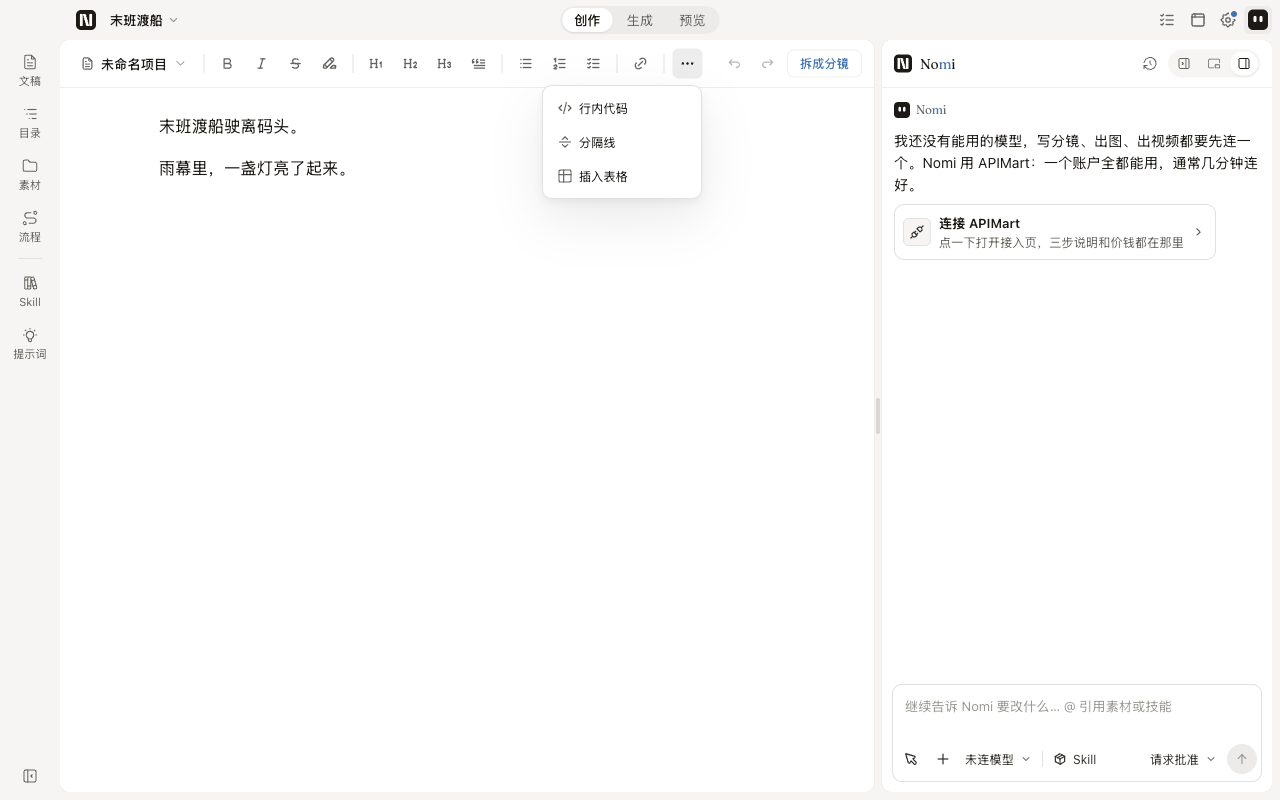 末班渡船
创作
生成
预览
文稿
目录
素材
流程
Skill
提示词
未命名项目
B
I
S
H1
H2
H3
拆成分镜
行内代码
分隔线
插入表格
末班渡船驶离码头。
雨幕里，一盏灯亮了起来。
Nomi
Nomi
我还没有能用的模型，写分镜、出图、出视频都要先连一
个。Nomi 用 APIMart：一个账户全都能用，通常几分钟连
好。
连接 APIMart
点一下打开接入页，三步说明和价钱都在那里
继续告诉 Nomi 要改什么... @ 引用素材或技能
未连模型
Skill
请求批准